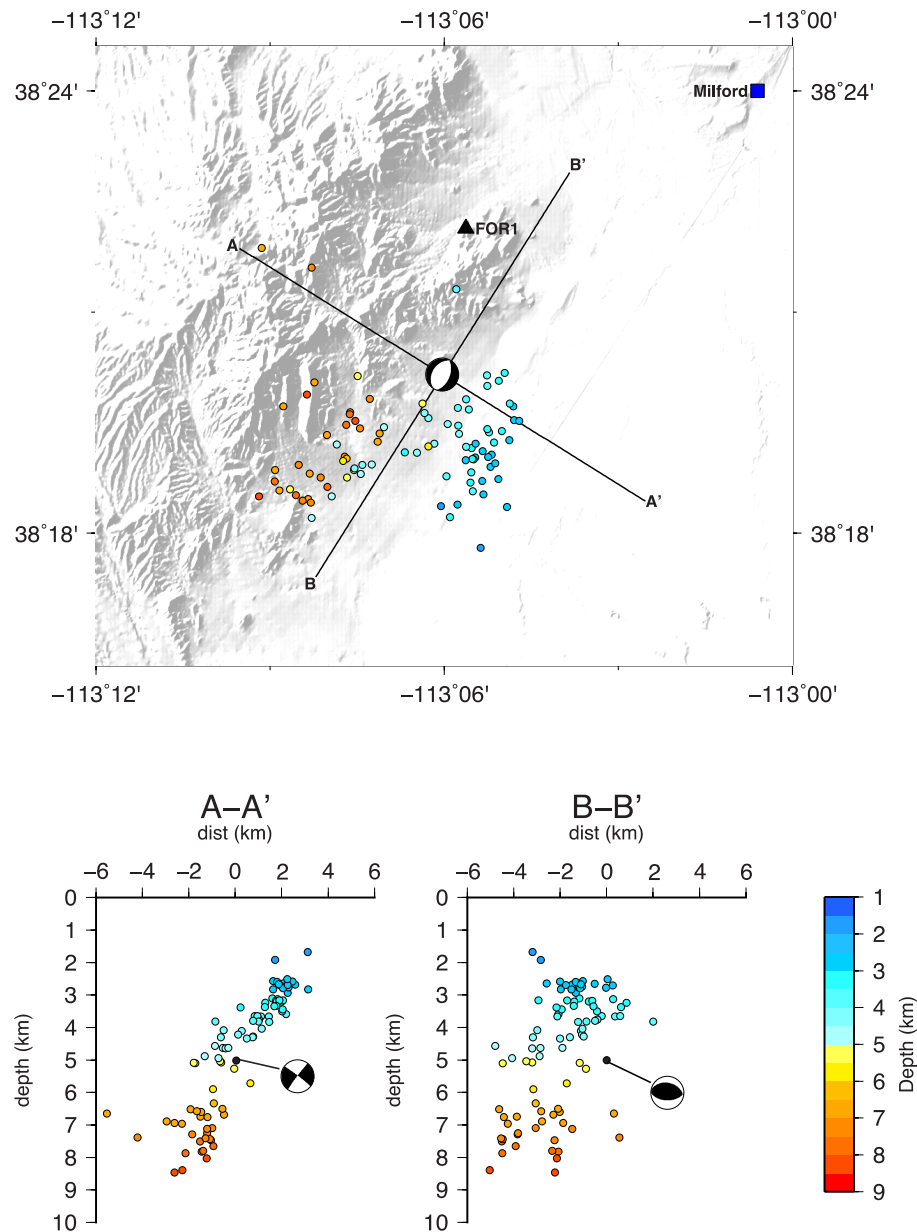 −113˚12' −113˚06' −113˚00'
38˚24' Milford 38˚24'
B'
FOR1
A
A'
38˚18' 38˚18'
B
−113˚12' −113˚06' −113˚00'
A−A' B−B'
dist (km) dist (km)
−6 −4 −2 0 2 4 6 −6 −4 −2 0 2 4 6
0 0 1
1 1
2 2 2
3 3 3
4 4 4
5 5 5
6 6 6
7 7 7
8 8 8
9 9 9
10 10
depth (km) depth (km) Depth (km)